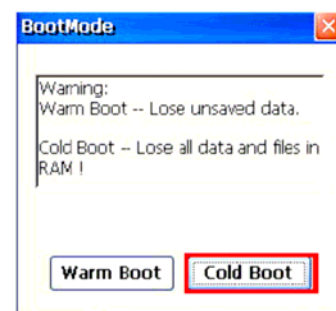 BootMode
Warning:
Warm Boot -- Lose unsaved data.
Cold Boot -- Lose all data and files in
RAM !
Warm Boot
Cold Boot